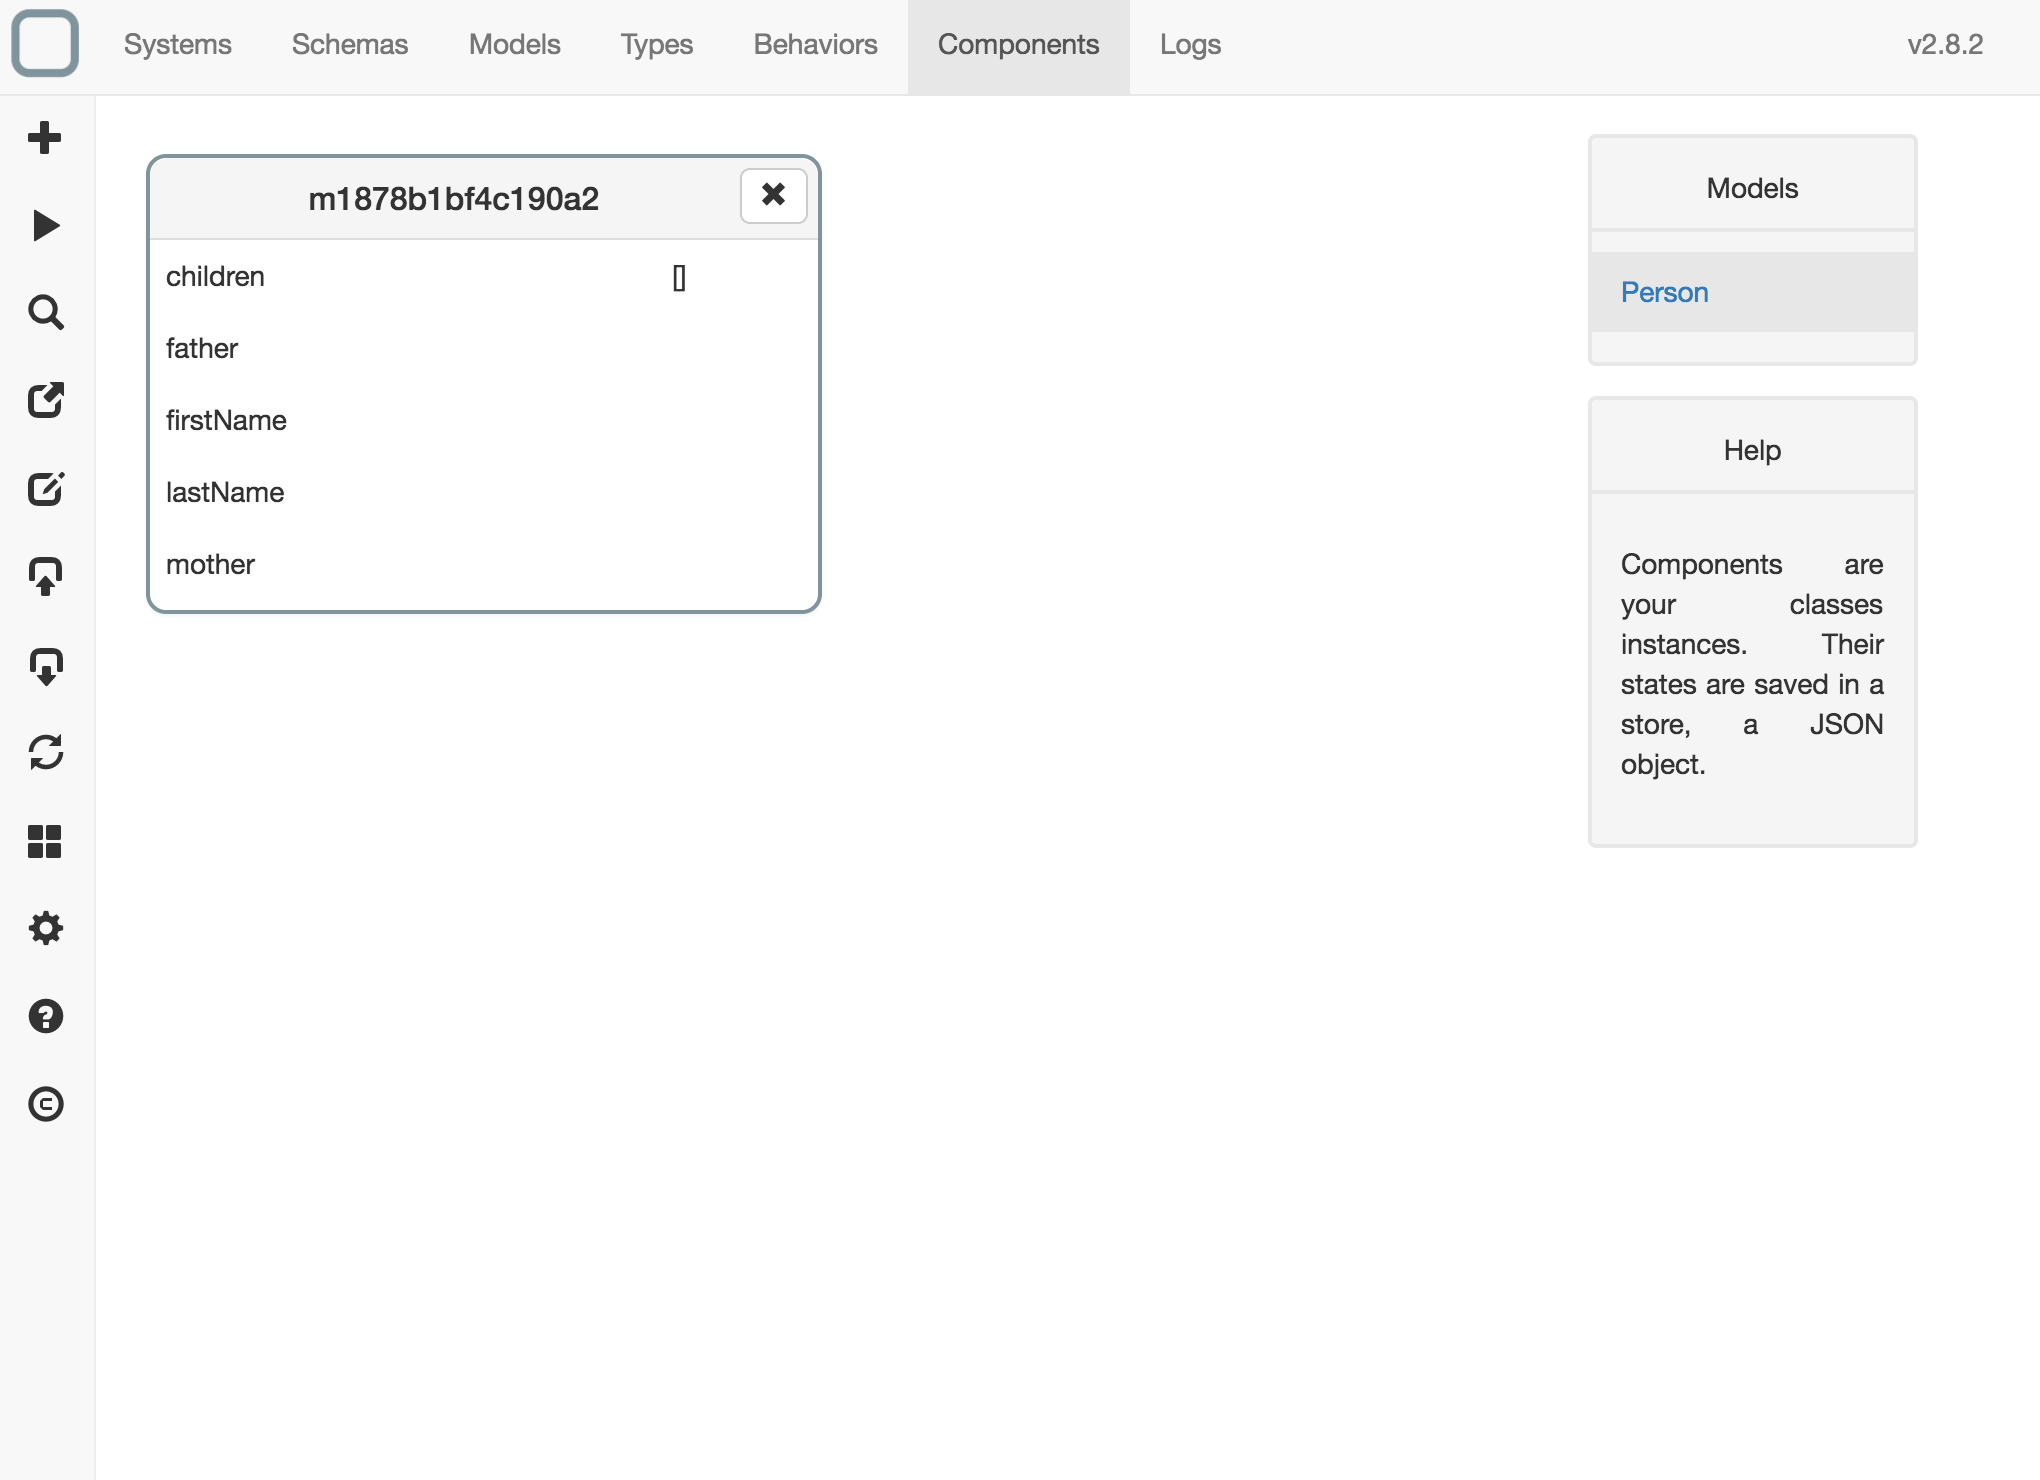 Systems Schemas Models Types Behaviors Components Logs v2.8.2
m1878b1bf4c190a2
children []
father
firstName
lastName
mother
Models
Person
Help
Components are
your classes
instances. Their
states are saved in a
store, a JSON
object.